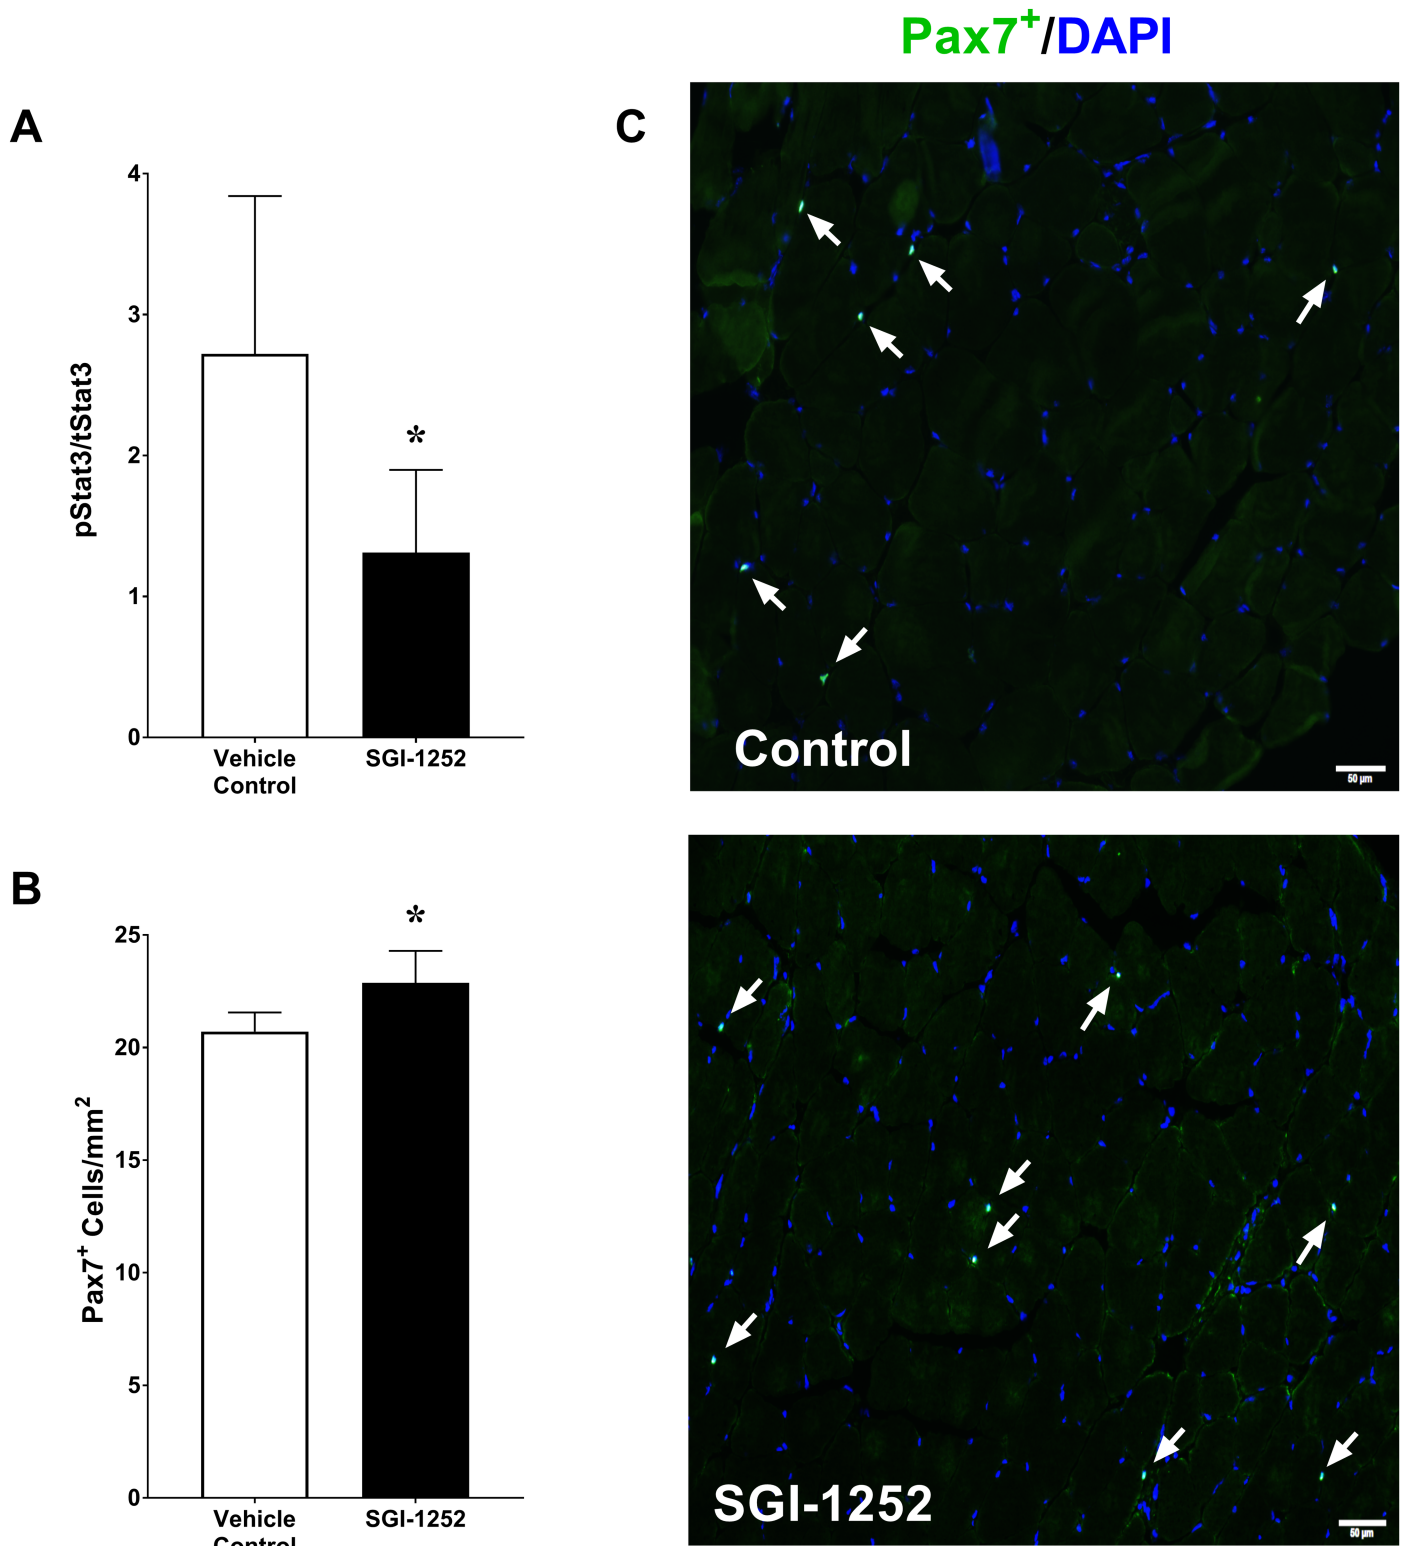 Pax7+/DAPI
A
4
3
2
1
0
pStat3/tStat3
*
Vehicle
Control
SGI-1252
B
25
20
15
10
5
0
Pax7+ Cells/mm2
*
Vehicle
Control
SGI-1252
C
Control
50 µm
SGI-1252
50 µm